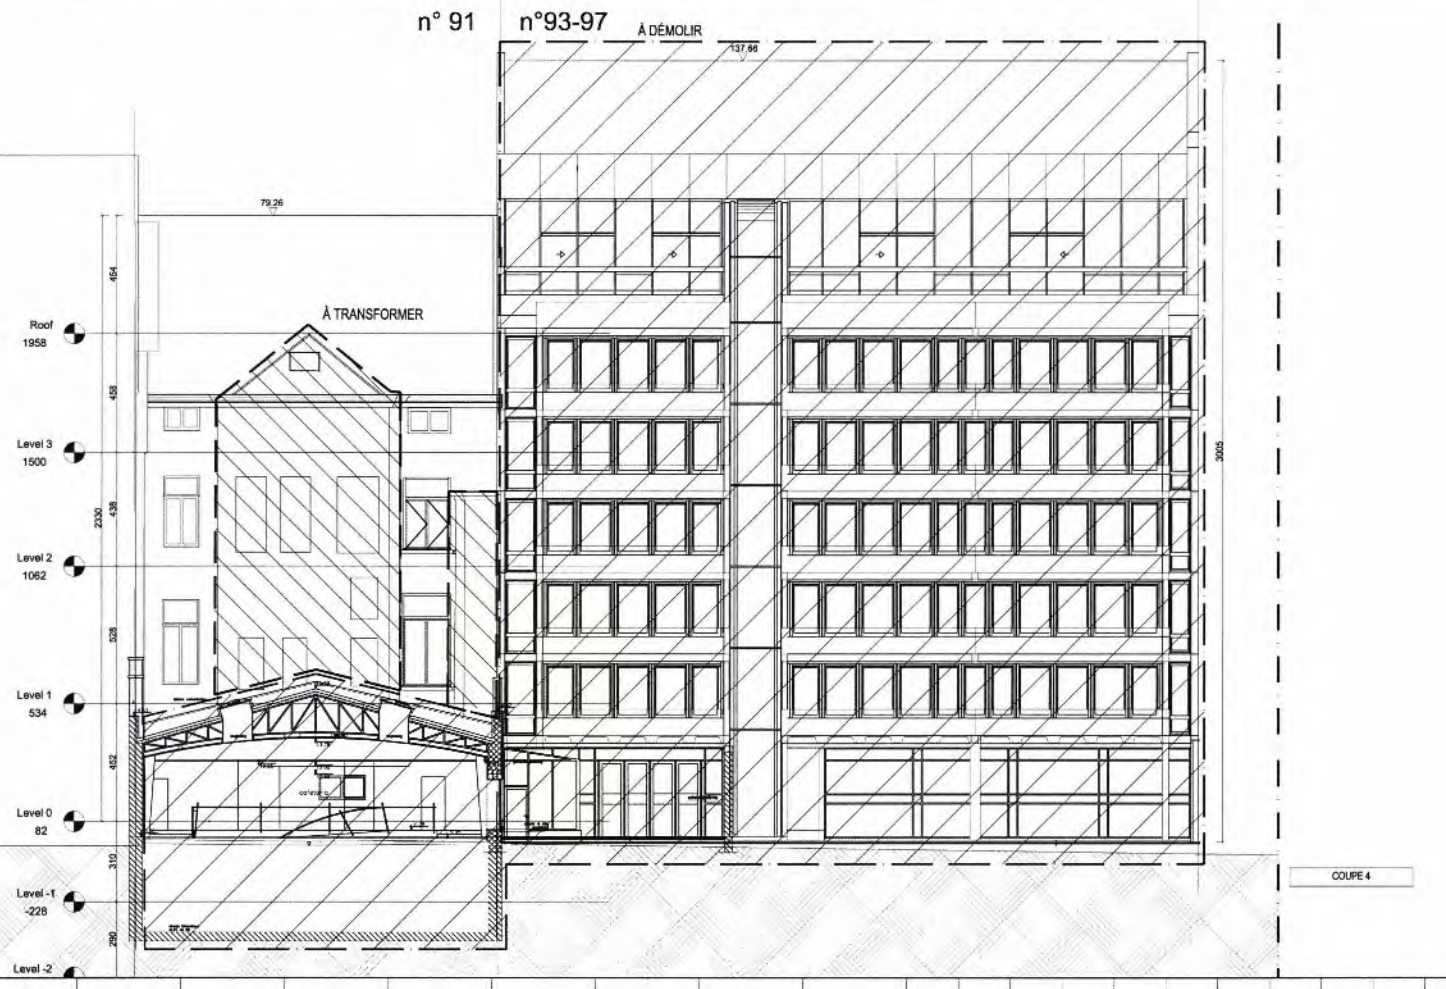 n° 91
n°93-97
À DÉMOLIR
137.66
79.26
À TRANSFORMER
454
Roof
1958
458
Level 3
1500
2330
438
3005
Level 2
1062
528
Level 1
534
452
cafeteria
Level 0
82
310
COUPE 4
Level -1
-228
290
Level -2